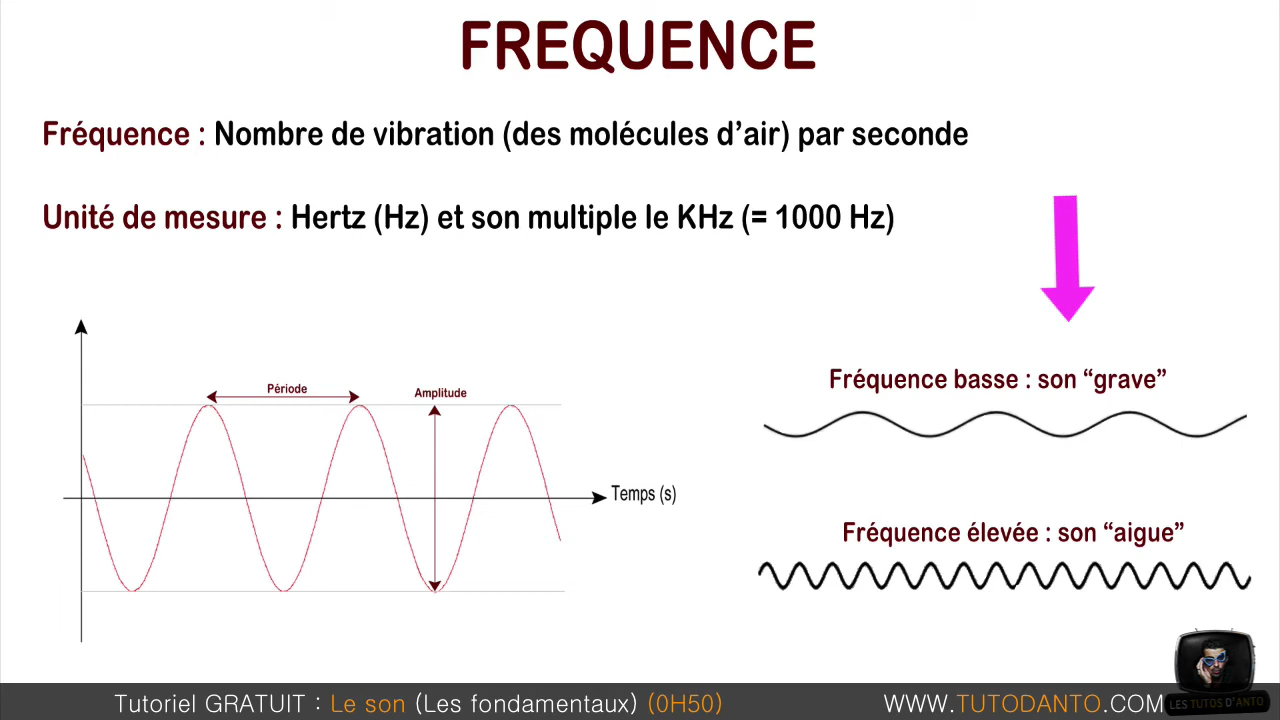 FREQUENCE
Fréquence : Nombre de vibration (des molécules d’air) par seconde
Unité de mesure : Hertz (Hz) et son multiple le KHz (= 1000 Hz)
Période
Amplitude
Temps (s)
Fréquence basse : son “grave”
Fréquence élevée : son “aigue”
Tutoriel GRATUIT : Le son (Les fondamentaux) (0H50)
WWW.TUTODANTO.COM
LES TUTOS D'ANTO